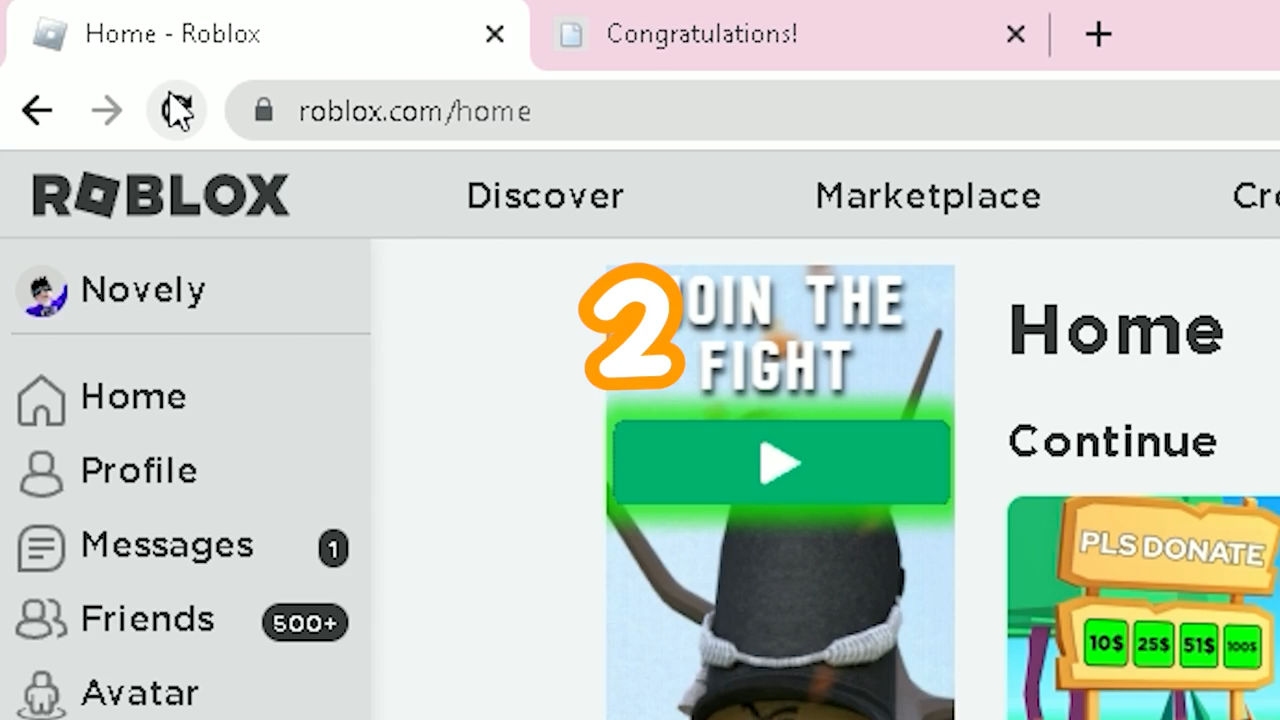 Home - Roblox
Congratulations!
roblox.com/home
ROBLOX
Discover
Marketplace
Novely
2
JOIN THE
FIGHT
Home
Home
Profile
Continue
Messages
1
Friends
500+
Avatar
PLS DONATE
10$ 25$ 51$ 100$